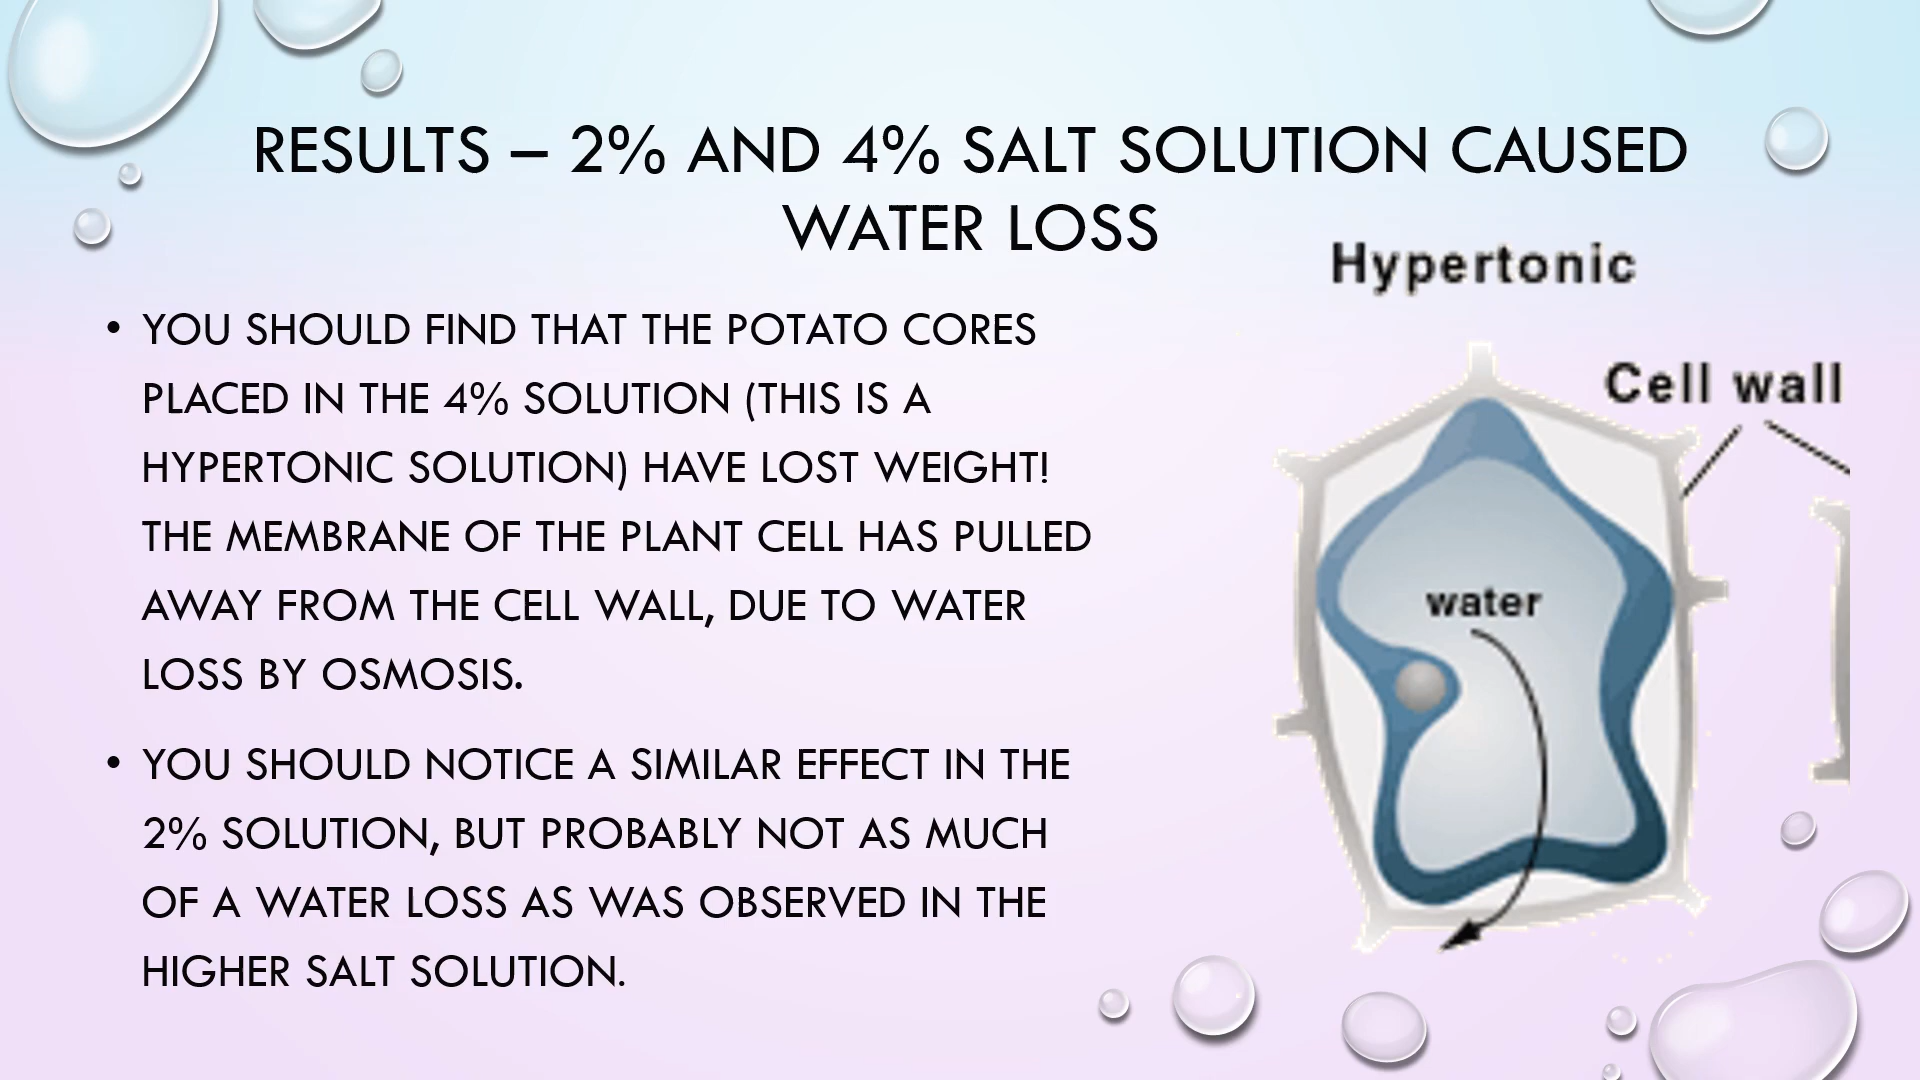 RESULTS – 2% AND 4% SALT SOLUTION CAUSED
WATER LOSS
• YOU SHOULD FIND THAT THE POTATO CORES
PLACED IN THE 4% SOLUTION (THIS IS A
HYPERTONIC SOLUTION) HAVE LOST WEIGHT!
THE MEMBRANE OF THE PLANT CELL HAS PULLED
AWAY FROM THE CELL WALL, DUE TO WATER
LOSS BY OSMOSIS.
• YOU SHOULD NOTICE A SIMILAR EFFECT IN THE
2% SOLUTION, BUT PROBABLY NOT AS MUCH
OF A WATER LOSS AS WAS OBSERVED IN THE
HIGHER SALT SOLUTION.
Hypertonic
Cell wall
water